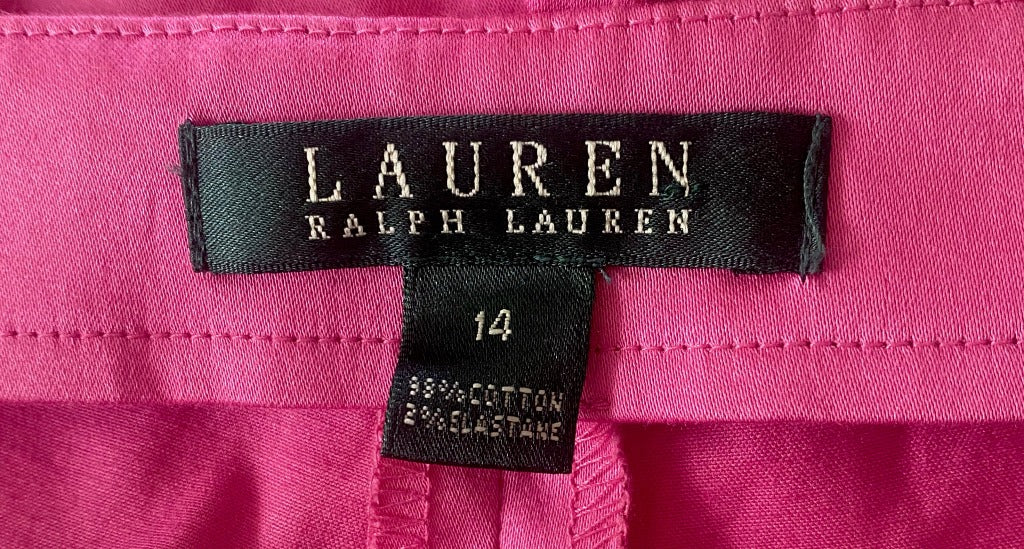 LAUREN
RALPH LAUREN
14
98% COTTON
2% ELASTANE